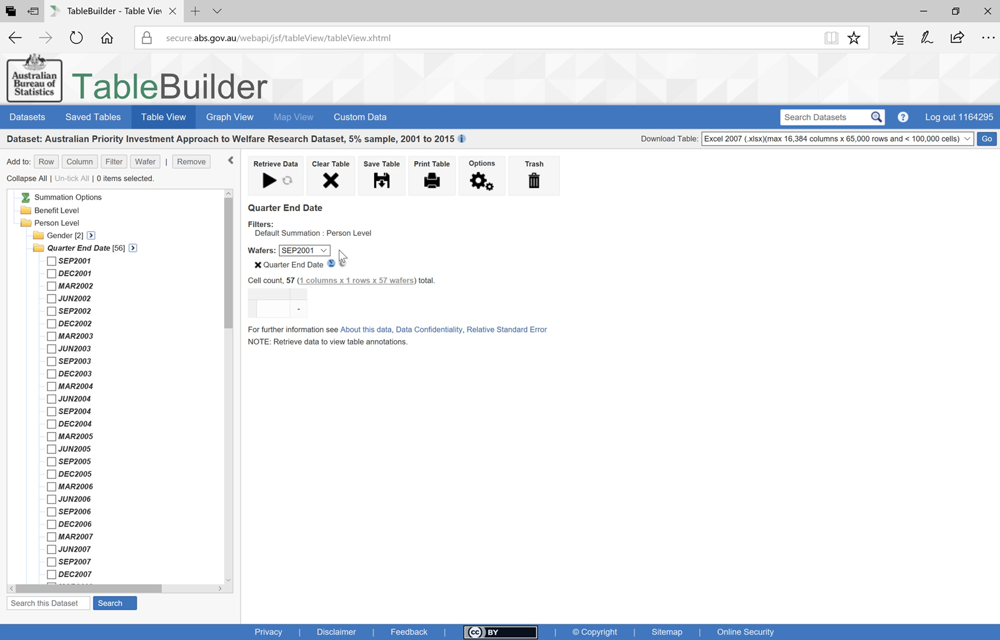 TableBuilder - Table Vie
secure.abs.gov.au/webapi/jsf/tableView/tableView.xhtml
Australian
Bureau of
Statistics
TableBuilder
Datasets Saved Tables Table View Graph View Map View Custom Data Search Datasets ? Log out 1164295
Dataset: Australian Priority Investment Approach to Welfare Research Dataset, 5% sample, 2001 to 2015 i Download Table: Excel 2007 (.xlsx)(max 16,384 columns x 65,000 rows and < 100,000 cells) Go
Add to: Row Column Filter Wafer | Remove
Collapse All | Un-tick All | 0 items selected.
Summation Options
Benefit Level
Person Level
Gender [2]
Quarter End Date [56]
SEP2001
DEC2001
MAR2002
JUN2002
SEP2002
DEC2002
MAR2003
JUN2003
SEP2003
DEC2003
MAR2004
JUN2004
SEP2004
DEC2004
MAR2005
JUN2005
SEP2005
DEC2005
MAR2006
JUN2006
SEP2006
DEC2006
MAR2007
JUN2007
SEP2007
DEC2007
Search this Dataset Search
Retrieve Data Clear Table Save Table Print Table Options Trash
Quarter End Date
Filters:
Default Summation : Person Level
Wafers: SEP2001
Quarter End Date Σ
Cell count, 57 (1 columns x 1 rows x 57 wafers) total.
-
For further information see About this data, Data Confidentiality, Relative Standard Error
NOTE: Retrieve data to view table annotations.
Privacy | Disclaimer | Feedback | cc BY | © Copyright | Sitemap | Online Security